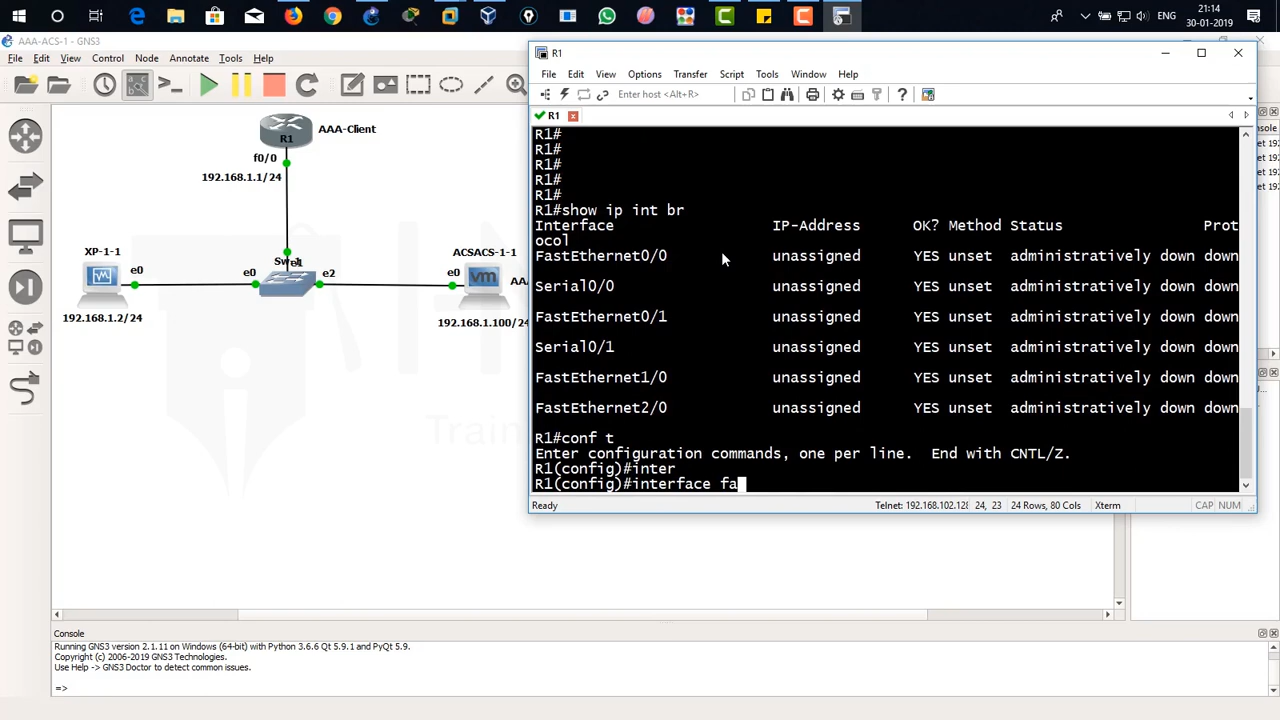 21:14
ENG
30-01-2019
AAA-ACS-1 - GNS3
File Edit View Control Node Annotate Tools Help
R1
File Edit View Options Transfer Script Tools Window Help
Enter host <Alt+R>
R1
R1#
R1#
R1#
R1#
R1#
R1#show ip int br
Interface IP-Address OK? Method Status Prot
ocol
FastEthernet0/0 unassigned YES unset administratively down down
Serial0/0 unassigned YES unset administratively down down
FastEthernet0/1 unassigned YES unset administratively down down
Serial0/1 unassigned YES unset administratively down down
FastEthernet1/0 unassigned YES unset administratively down down
FastEthernet2/0 unassigned YES unset administratively down down
R1#conf t
Enter configuration commands, one per line. End with CNTL/Z.
R1(config)#inter
R1(config)#interface fa
Ready Telnet: 192.168.102.128 24, 23 24 Rows, 80 Cols Xterm CAP NUM
R1
AAA-Client
f0/0
192.168.1.1/24
XP-1-1
e0
192.168.1.2/24
e0
e1
e2
ACSACS-1-1
e0
vm
192.168.1.100/24
Console
Running GNS3 version 2.1.11 on Windows (64-bit) with Python 3.6.6 Qt 5.9.1 and PyQt 5.9.
Copyright (c) 2006-2019 GNS3 Technologies.
Use Help -> GNS3 Doctor to detect common issues.
=>